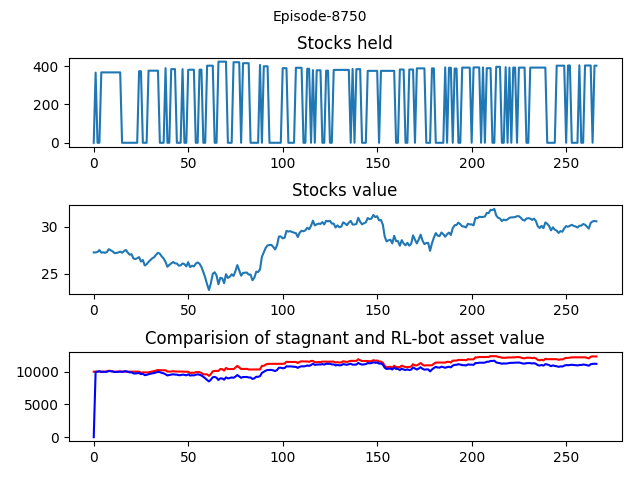 Episode-8750
Stocks held
400
200
0
0 50 100 150 200 250
Stocks value
30
25
0 50 100 150 200 250
Comparision of stagnant and RL-bot asset value
10000
5000
0
0 50 100 150 200 250